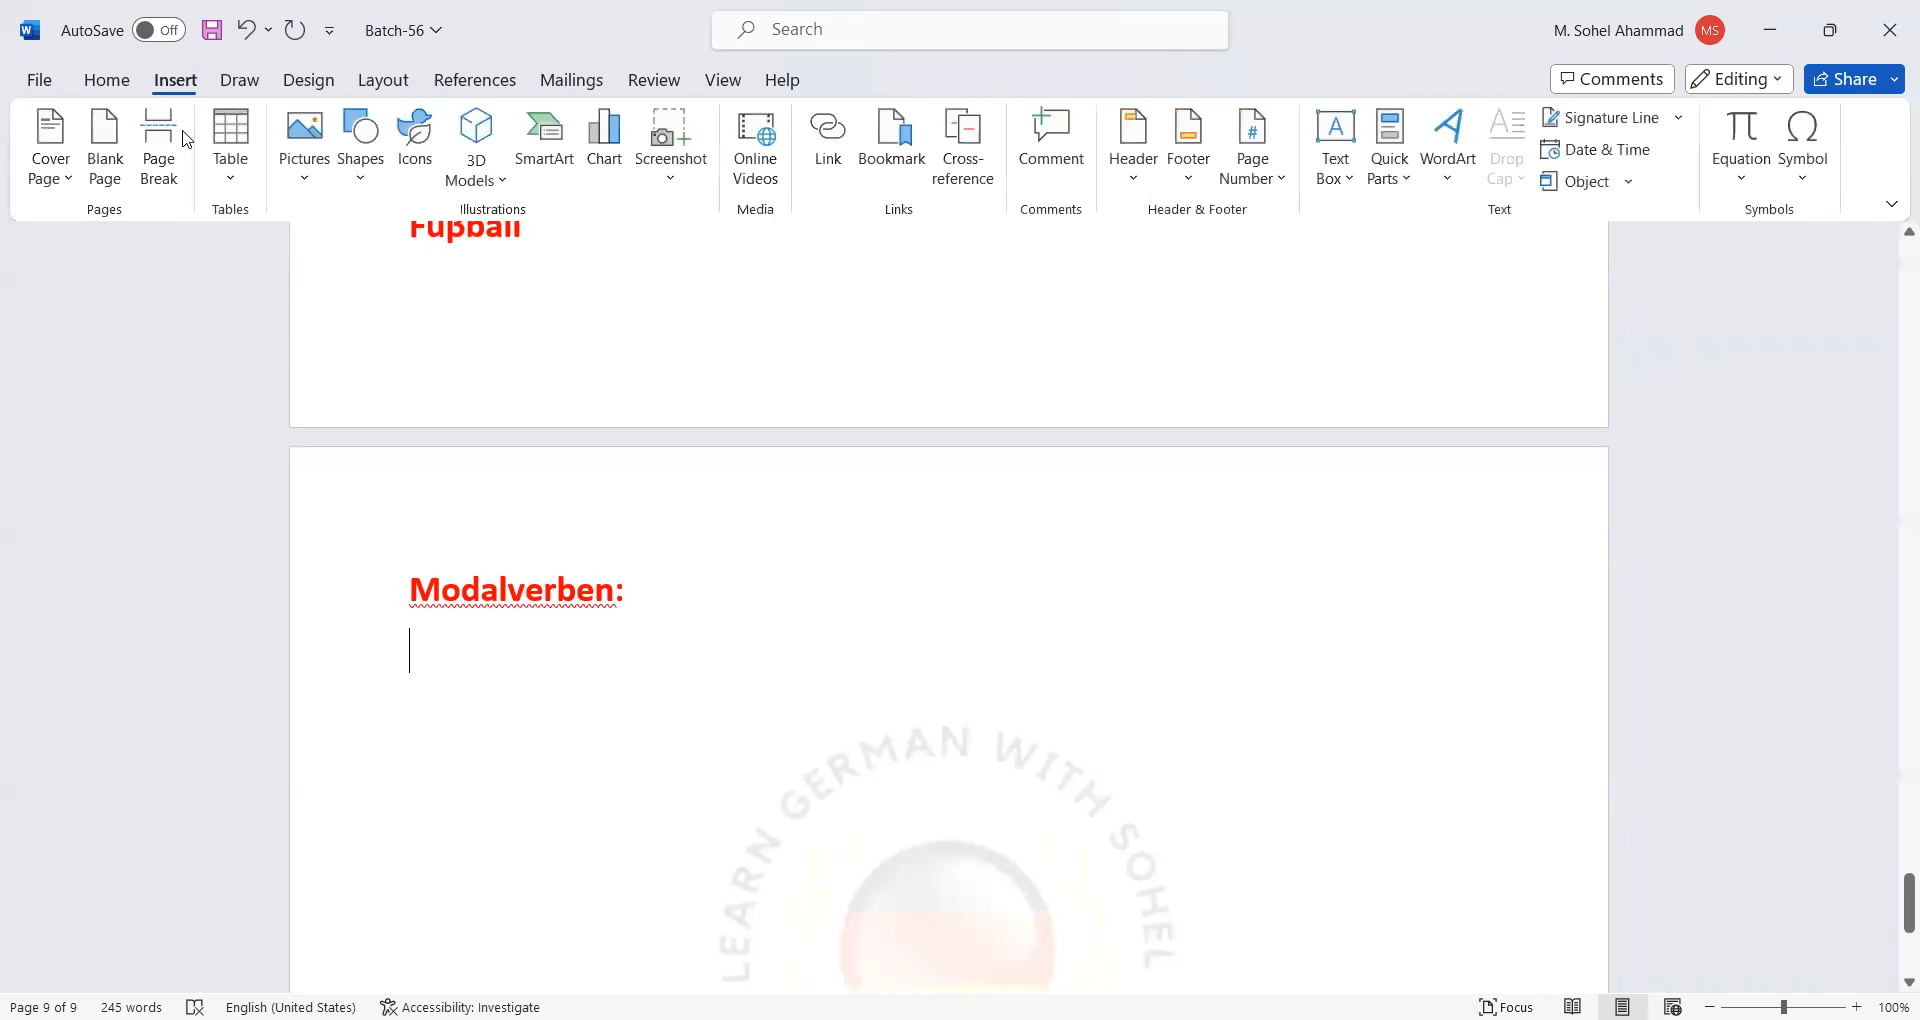 AutoSave Off Batch-56 Search M. Sohel Ahammad MS
File Home Insert Draw Design Layout References Mailings Review View Help Comments Editing Share
Cover Page
Blank Page
Page Break
Pages
Table
Tables
Pictures
Shapes
Icons
3D Models
SmartArt
Chart
Screenshot
Illustrations
Online Videos
Media
Link
Bookmark
Cross-reference
Links
Comment
Comments
Header
Footer
Page Number
Header & Footer
Text Box
Quick Parts
WordArt
Drop Cap
Signature Line
Date & Time
Object
Text
Equation
Symbol
Symbols
Fußball
Modalverben:
LEARN GERMAN WITH SOHEL
Page 9 of 9 245 words English (United States) Accessibility: Investigate Focus 100%